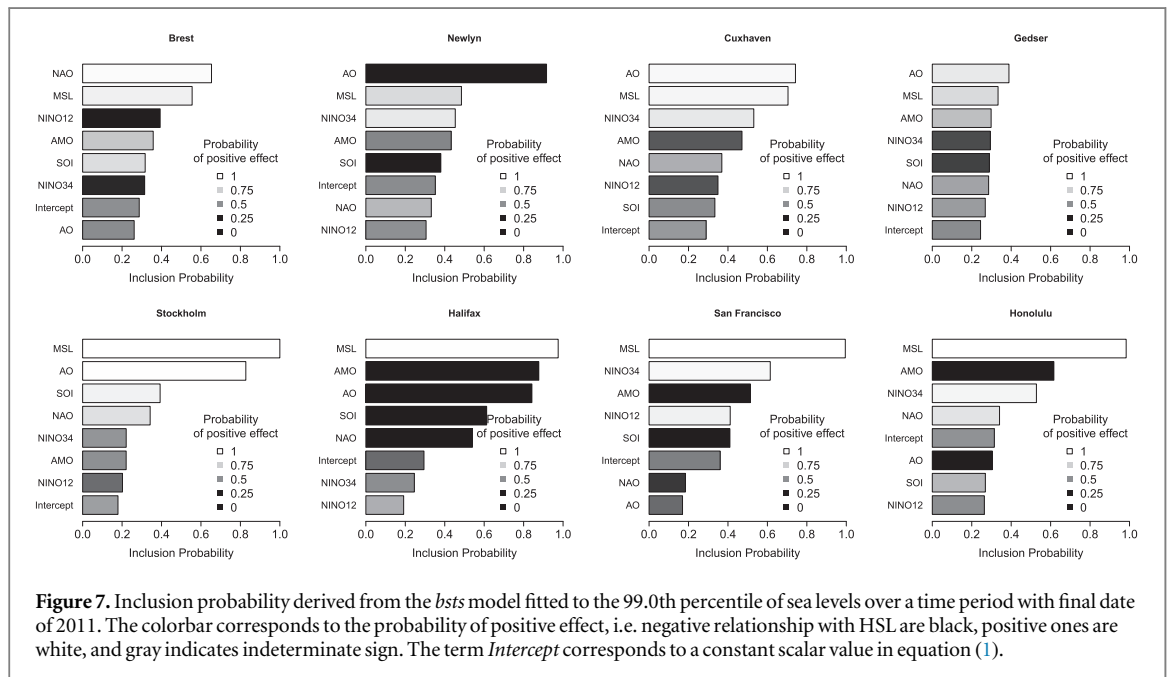 Brest
NAO
MSL
NINO12
AMO
SOI
NINO34
Intercept
AO
Probability
of positive effect
1
0.75
0.5
0.25
0
0.0 0.2 0.4 0.6 0.8 1.0
Inclusion Probability
Newlyn
AO
MSL
NINO34
AMO
SOI
Intercept
NAO
NINO12
Probability
of positive effect
1
0.75
0.5
0.25
0
0.0 0.2 0.4 0.6 0.8 1.0
Inclusion Probability
Cuxhaven
AO
MSL
NINO34
AMO
NAO
NINO12
SOI
Intercept
Probability
of positive effect
1
0.75
0.5
0.25
0
0.0 0.2 0.4 0.6 0.8 1.0
Inclusion Probability
Gedser
AO
MSL
AMO
NINO34
SOI
NAO
NINO12
Intercept
Probability
of positive effect
1
0.75
0.5
0.25
0
0.0 0.2 0.4 0.6 0.8 1.0
Inclusion Probability
Stockholm
MSL
AO
SOI
NAO
NINO34
AMO
NINO12
Intercept
Probability
of positive effect
1
0.75
0.5
0.25
0
0.0 0.2 0.4 0.6 0.8 1.0
Inclusion Probability
Halifax
MSL
AMO
AO
SOI
NAO
Intercept
NINO34
NINO12
Probability
of positive effect
1
0.75
0.5
0.25
0
0.0 0.2 0.4 0.6 0.8 1.0
Inclusion Probability
San Francisco
MSL
NINO34
AMO
NINO12
SOI
Intercept
NAO
AO
Probability
of positive effect
1
0.75
0.5
0.25
0
0.0 0.2 0.4 0.6 0.8 1.0
Inclusion Probability
Honolulu
MSL
AMO
NINO34
NAO
Intercept
AO
SOI
NINO12
Probability
of positive effect
1
0.75
0.5
0.25
0
0.0 0.2 0.4 0.6 0.8 1.0
Inclusion Probability
Figure 7. Inclusion probability derived from the bsts model fitted to the 99.0th percentile of sea levels over a time period with final date
of 2011. The colorbar corresponds to the probability of positive effect, i.e. negative relationship with HSL are black, positive ones are
white, and gray indicates indeterminate sign. The term Intercept corresponds to a constant scalar value in equation (1).